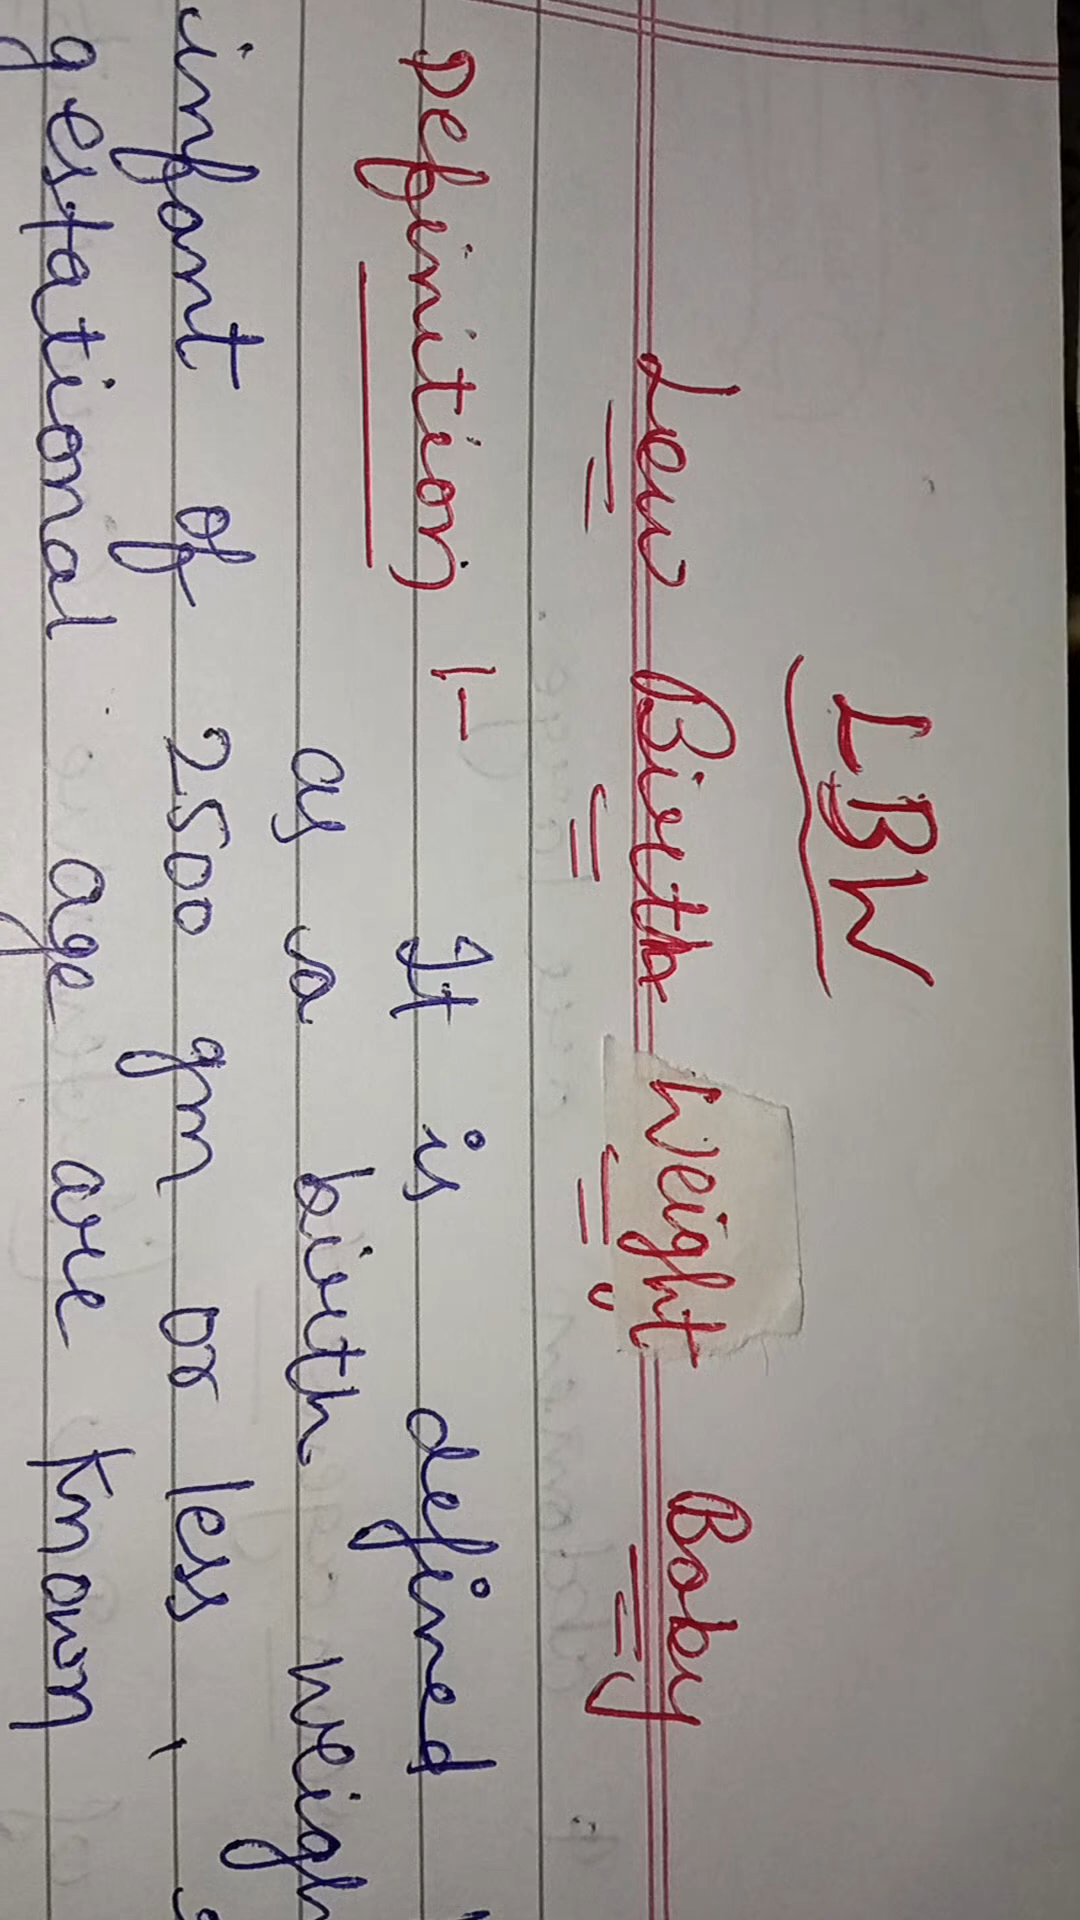 LBW
Low Birth Weight Baby
Definition :- It is defined
as a birth weigh
infant of 2500 gm or less,
gestational age are known